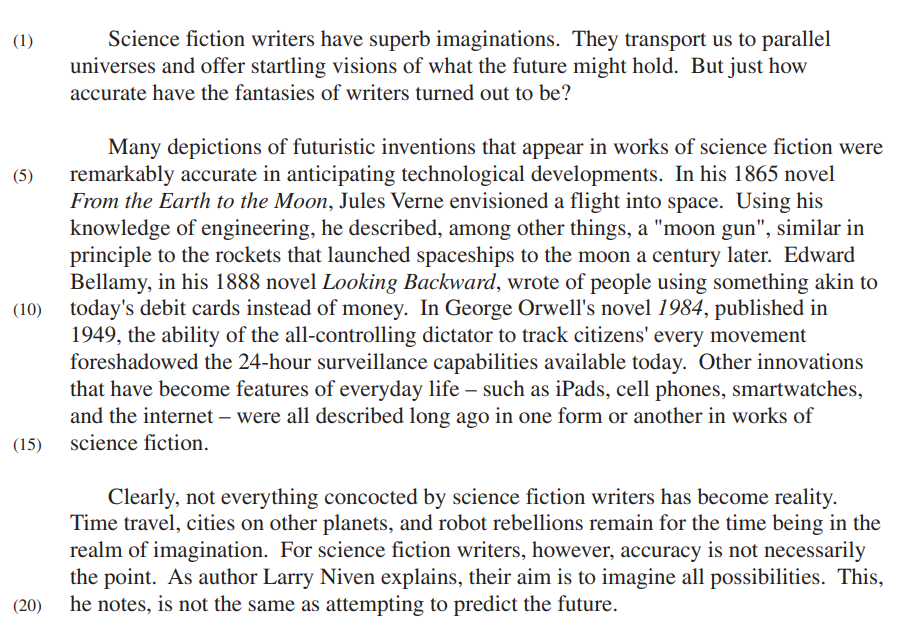 (1) Science fiction writers have superb imaginations. They transport us to parallel
universes and offer startling visions of what the future might hold. But just how
accurate have the fantasies of writers turned out to be?
Many depictions of futuristic inventions that appear in works of science fiction were
(5) remarkably accurate in anticipating technological developments. In his 1865 novel
From the Earth to the Moon, Jules Verne envisioned a flight into space. Using his
knowledge of engineering, he described, among other things, a "moon gun", similar in
principle to the rockets that launched spaceships to the moon a century later. Edward
Bellamy, in his 1888 novel Looking Backward, wrote of people using something akin to
(10) today's debit cards instead of money. In George Orwell's novel 1984, published in
1949, the ability of the all-controlling dictator to track citizens' every movement
foreshadowed the 24-hour surveillance capabilities available today. Other innovations
that have become features of everyday life – such as iPads, cell phones, smartwatches,
and the internet – were all described long ago in one form or another in works of
(15) science fiction.
Clearly, not everything concocted by science fiction writers has become reality.
Time travel, cities on other planets, and robot rebellions remain for the time being in the
realm of imagination. For science fiction writers, however, accuracy is not necessarily
the point. As author Larry Niven explains, their aim is to imagine all possibilities. This,
(20) he notes, is not the same as attempting to predict the future.